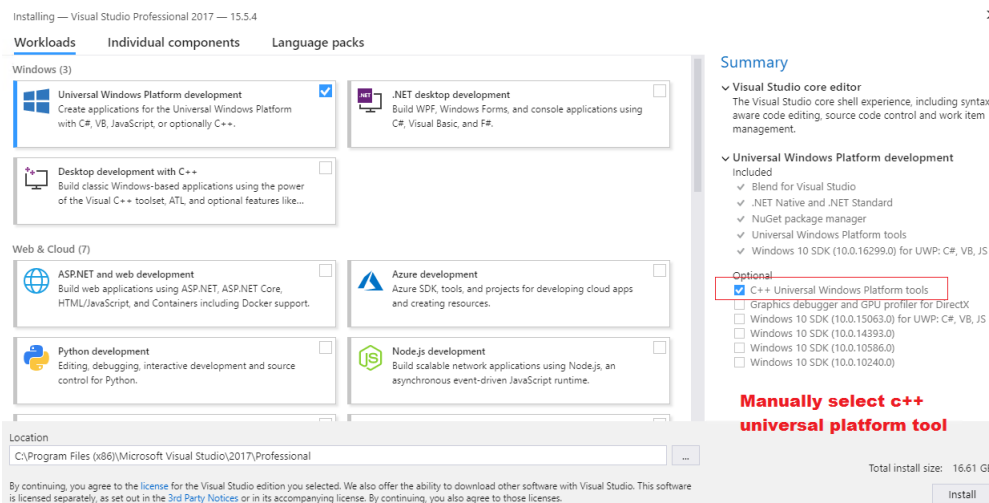 Installing — Visual Studio Professional 2017 — 15.5.4
Workloads
Individual components
Language packs
Windows (3)
Universal Windows Platform development
Create applications for the Universal Windows Platform
with C#, VB, JavaScript, or optionally C++.
.NET
.NET desktop development
Build WPF, Windows Forms, and console applications using
C#, Visual Basic, and F#.
Desktop development with C++
Build classic Windows-based applications using the power
of the Visual C++ toolset, ATL, and optional features like...
Web & Cloud (7)
ASP.NET and web development
Build web applications using ASP.NET, ASP.NET Core,
HTML/JavaScript, and Containers including Docker support.
Azure development
Azure SDK, tools, and projects for developing cloud apps
and creating resources.
Python development
Editing, debugging, interactive development and source
control for Python.
JS
Node.js development
Build scalable network applications using Node.js, an
asynchronous event-driven JavaScript runtime.
Summary
Visual Studio core editor
The Visual Studio core shell experience, including syntax
aware code editing, source code control and work item
management.
Universal Windows Platform development
Included
Blend for Visual Studio
.NET Native and .NET Standard
NuGet package manager
Universal Windows Platform tools
Windows 10 SDK (10.0.16299.0) for UWP: C#, VB, JS
Optional
C++ Universal Windows Platform tools
Graphics debugger and GPU profiler for DirectX
Windows 10 SDK (10.0.15063.0) for UWP: C#, VB, JS
Windows 10 SDK (10.0.14393.0)
Windows 10 SDK (10.0.10586.0)
Windows 10 SDK (10.0.10240.0)
Manually select c++
universal platform tool
Location
C:\Program Files (x86)\Microsoft Visual Studio\2017\Professional
...
Total install size: 16.61 GB
By continuing, you agree to the license for the Visual Studio edition you selected. We also offer the ability to download other software with Visual Studio. This software
is licensed separately, as set out in the 3rd Party Notices or in its accompanying license. By continuing, you also agree to those licenses.
Install